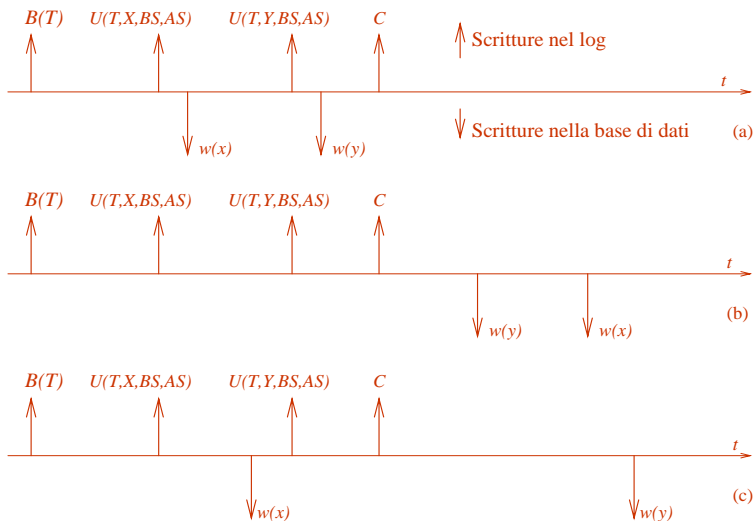 B(T) U(T,X,BS,AS) U(T,Y,BS,AS) C
Scritture nel log
t
w(x) w(y)
Scritture nella base di dati
(a)
B(T) U(T,X,BS,AS) U(T,Y,BS,AS) C
t
w(y) w(x)
(b)
B(T) U(T,X,BS,AS) U(T,Y,BS,AS) C
t
w(x) w(y)
(c)